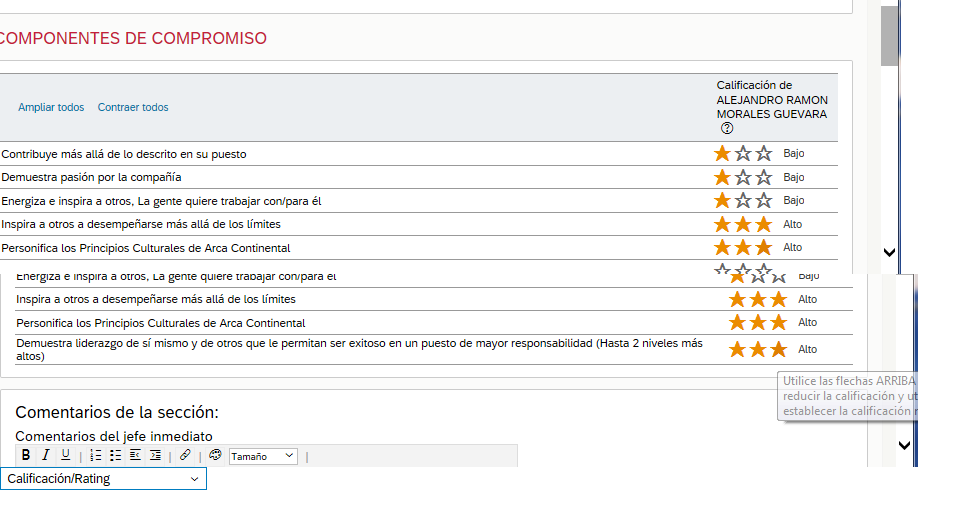 COMPONENTES DE COMPROMISO
Calificación de
ALEJANDRO RAMON
MORALES GUEVARA
Ampliar todos Contraer todos
Contribuye más allá de lo descrito en su puesto Bajo
Demuestra pasión por la compañía Bajo
Energiza e inspira a otros, La gente quiere trabajar con/para él Bajo
Inspira a otros a desempeñarse más allá de los límites Alto
Personifica los Principios Culturales de Arca Continental Alto
Energiza e inspira a otros, La gente quiere trabajar con/para él Bajo
Inspira a otros a desempeñarse más allá de los límites Alto
Personifica los Principios Culturales de Arca Continental Alto
Demuestra liderazgo de sí mismo y de otros que le permitan ser exitoso en un puesto de mayor responsabilidad (Hasta 2 niveles más
altos) Alto
Utilice las flechas ARRIBA
reducir la calificación y ut
establecer la calificación
Comentarios de la sección:
Comentarios del jefe inmediato
B I U Tamaño
Calificación/Rating